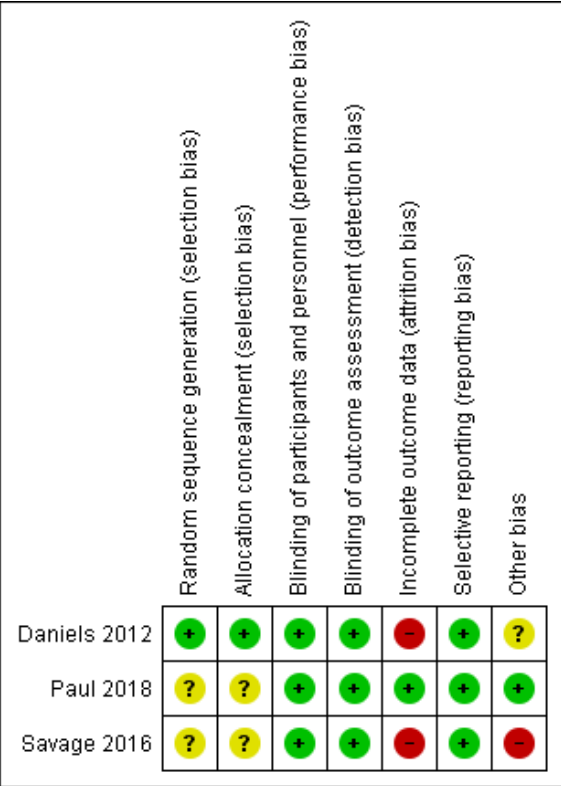 Random sequence generation (selection bias)
Allocation concealment (selection bias)
Blinding of participants and personnel (performance bias)
Blinding of outcome assessment (detection bias)
Incomplete outcome data (attrition bias)
Selective reporting (reporting bias)
Other bias
Daniels 2012 + + + + - + ?
Paul 2018 ? ? + + + + +
Savage 2016 ? ? + + - + -